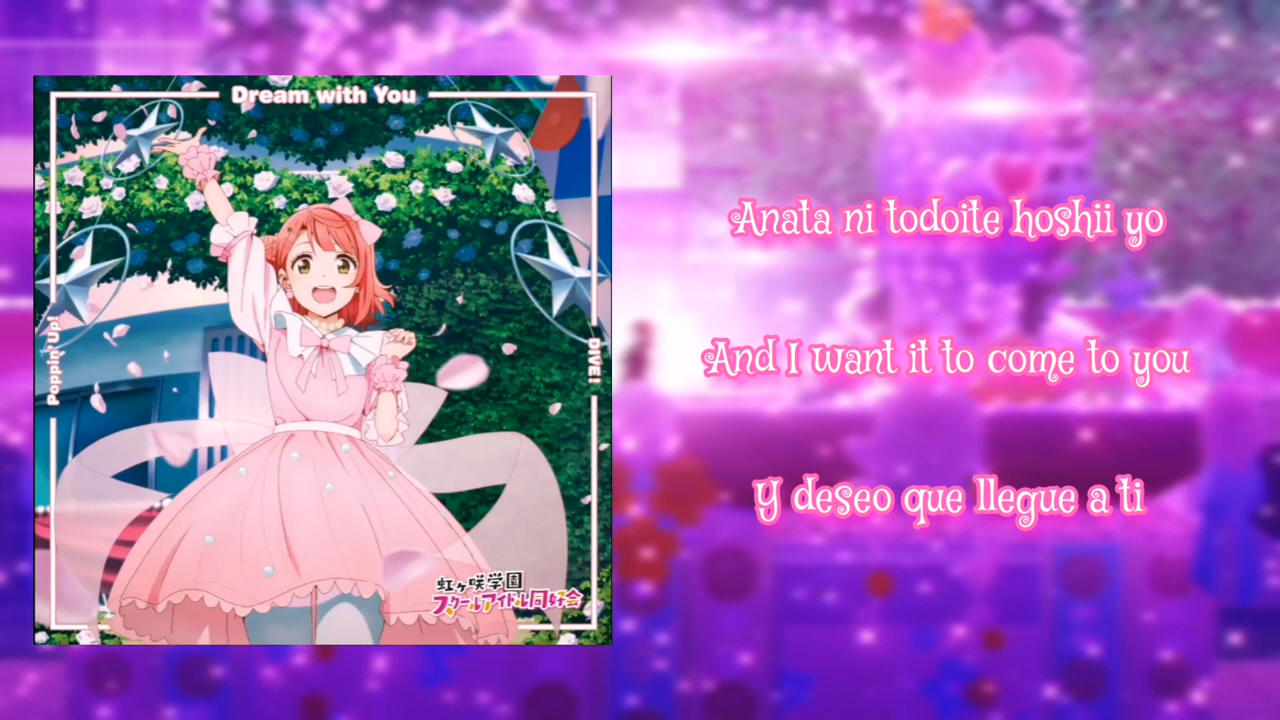 Dream with You
Poppin' Up!
DIVE!
虹ヶ咲学園
スクールアイドル同好会
Anata ni todoite hoshii yo
And I want it to come to you
Y deseo que llegue a ti